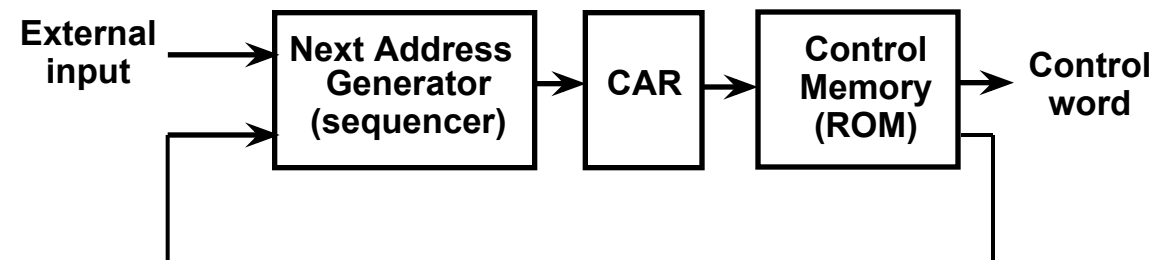 External
input
Next Address
Generator
(sequencer)
CAR
Control
Memory
(ROM)
Control
word